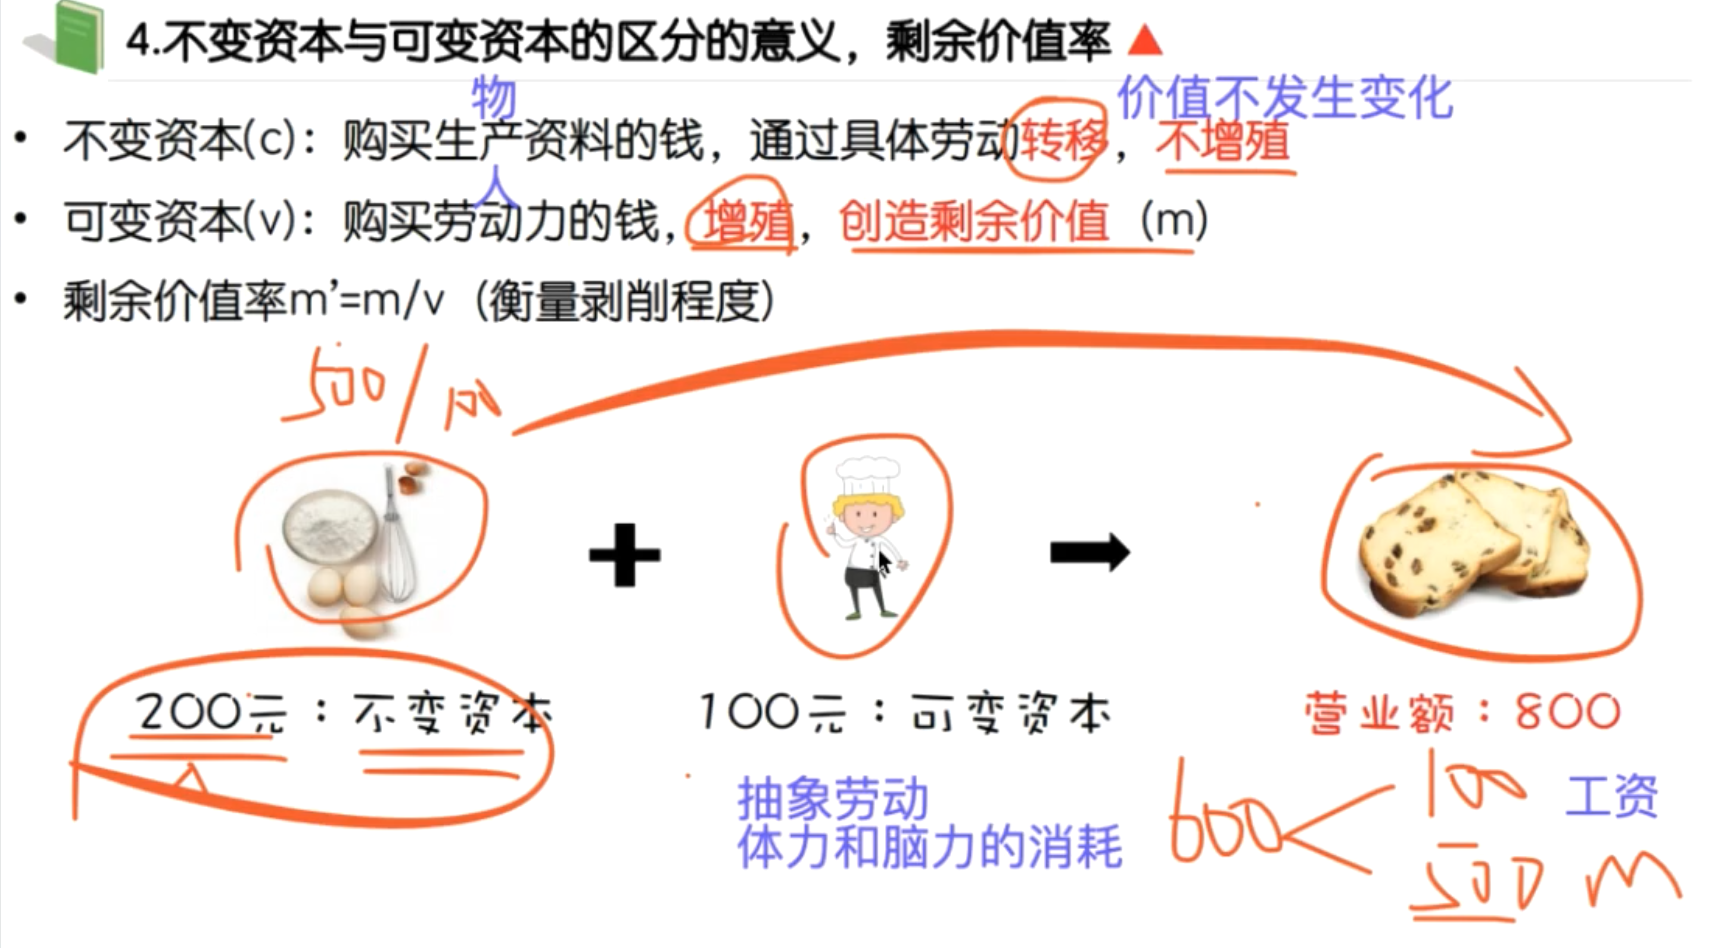 4.不变资本与可变资本的区分的意义，剩余价值率
物
价值不发生变化
• 不变资本(c)：购买生产资料的钱，通过具体劳动转移，不增殖
人
• 可变资本(v)：购买劳动力的钱，增殖，创造剩余价值（m）
• 剩余价值率m’=m/v（衡量剥削程度）
500/100
200元：不变资本
100元：可变资本
营业额：800
抽象劳动
体力和脑力的消耗
600
100
工资
500 m